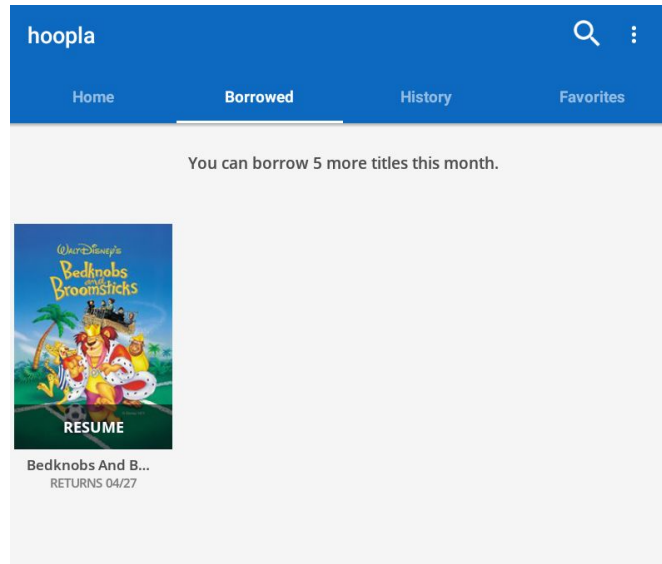 hoopla
Home Borrowed History Favorites
You can borrow 5 more titles this month.
Walt Disney's
Bedknobs
and
Broomsticks
RESUME
Bedknobs And B...
RETURNS 04/27